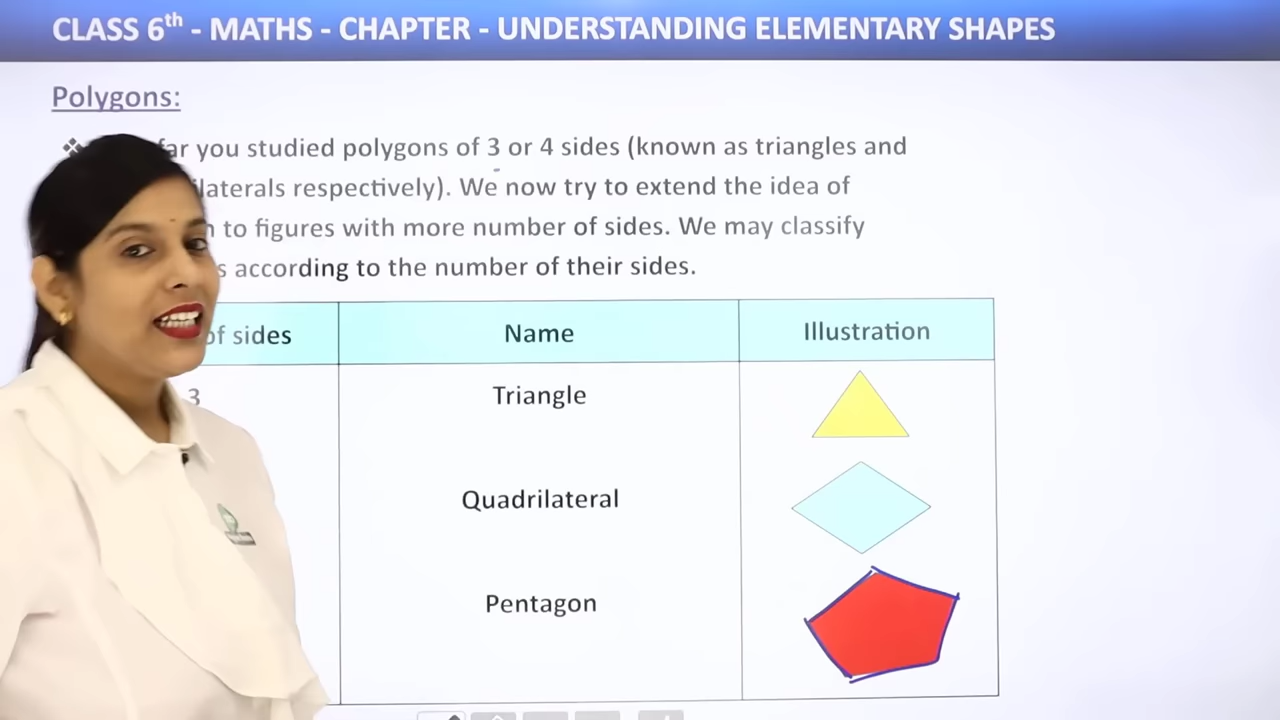 CLASS 6th - MATHS - CHAPTER - UNDERSTANDING ELEMENTARY SHAPES
Polygons:
far you studied polygons of 3 or 4 sides (known as triangles and
respectively). We now try to extend the idea of
to figures with more number of sides. We may classify
according to the number of their sides.
of sides Name Illustration
3 Triangle
Quadrilateral
Pentagon